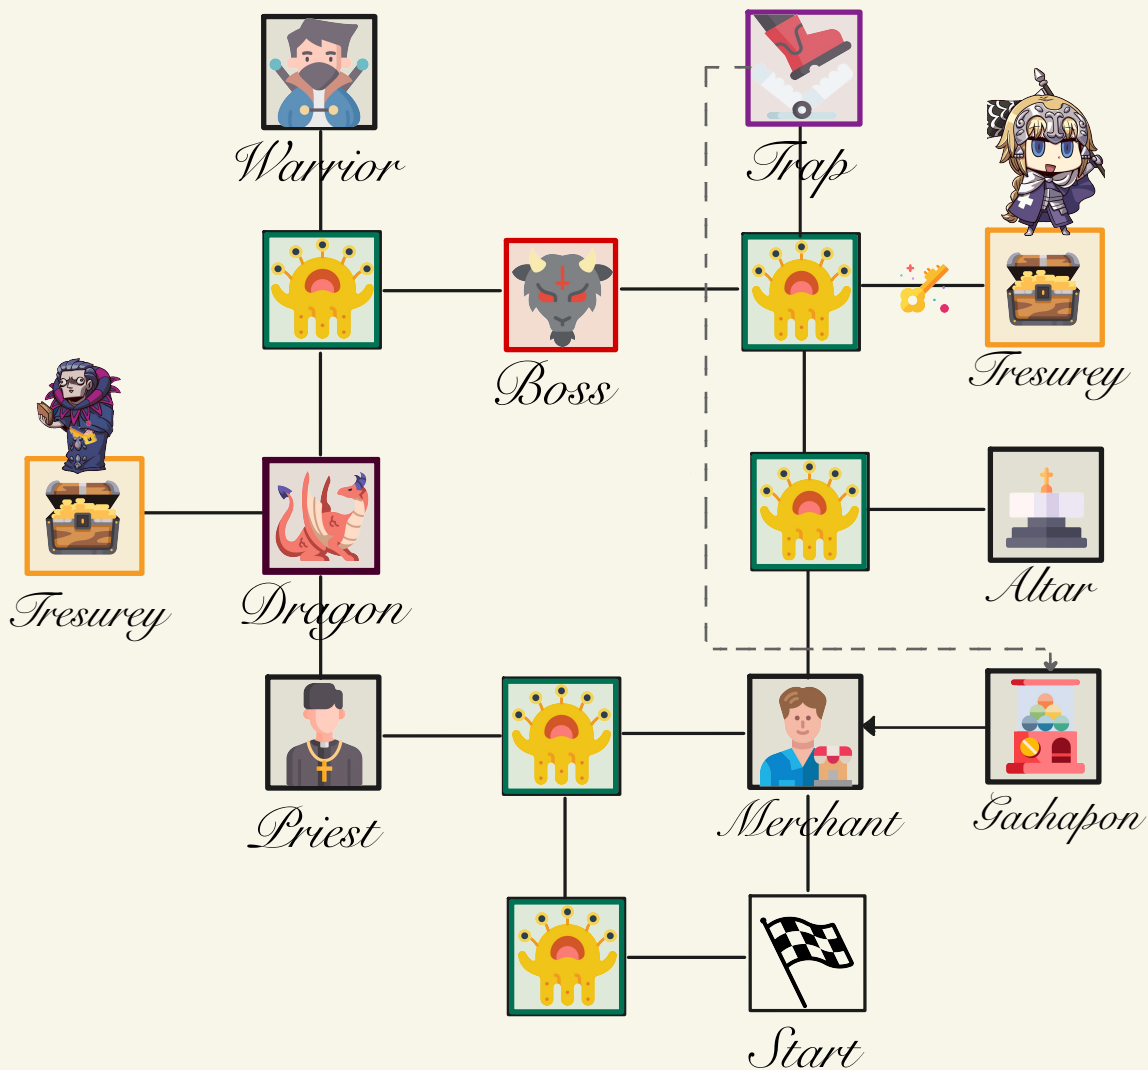 Warrior
Trap
Boss
Tresurey
Tresurey
Dragon
Altar
Priest
Merchant
Gachapon
Start